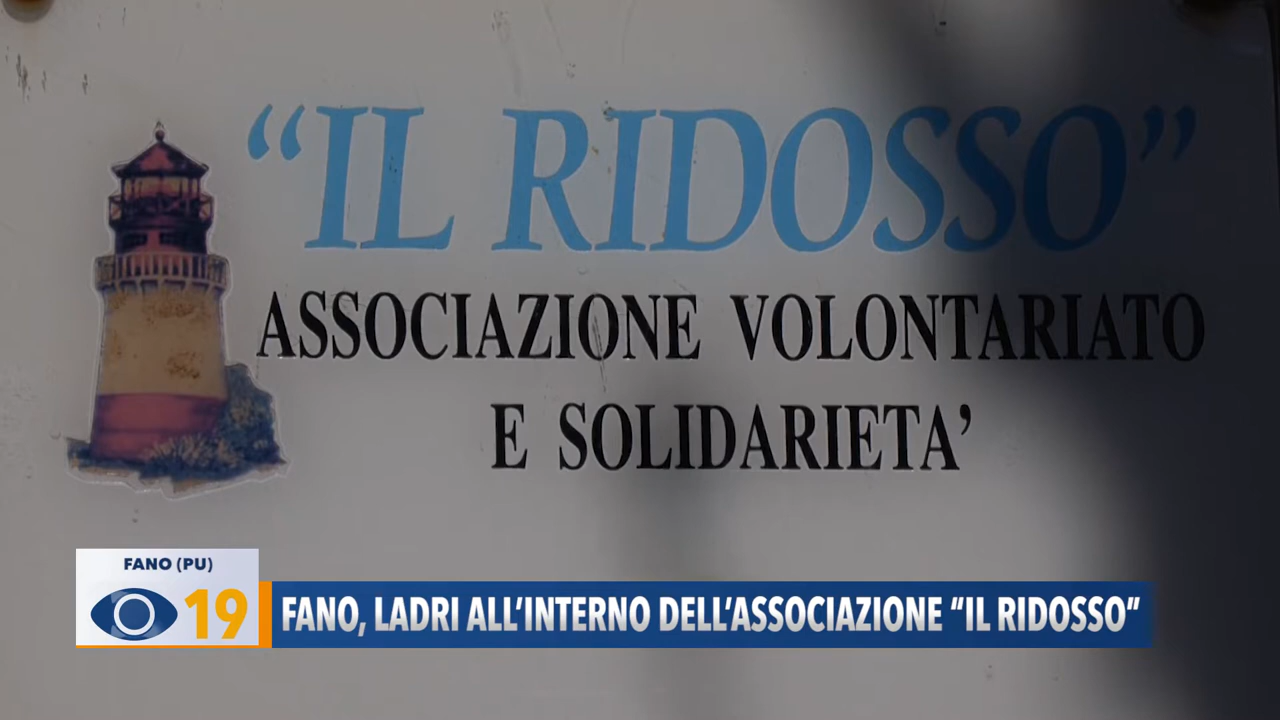 “IL RIDOSSO”
ASSOCIAZIONE VOLONTARIATO
E SOLIDARIETA’
FANO (PU)
19
FANO, LADRI ALL’INTERNO DELL’ASSOCIAZIONE “IL RIDOSSO”